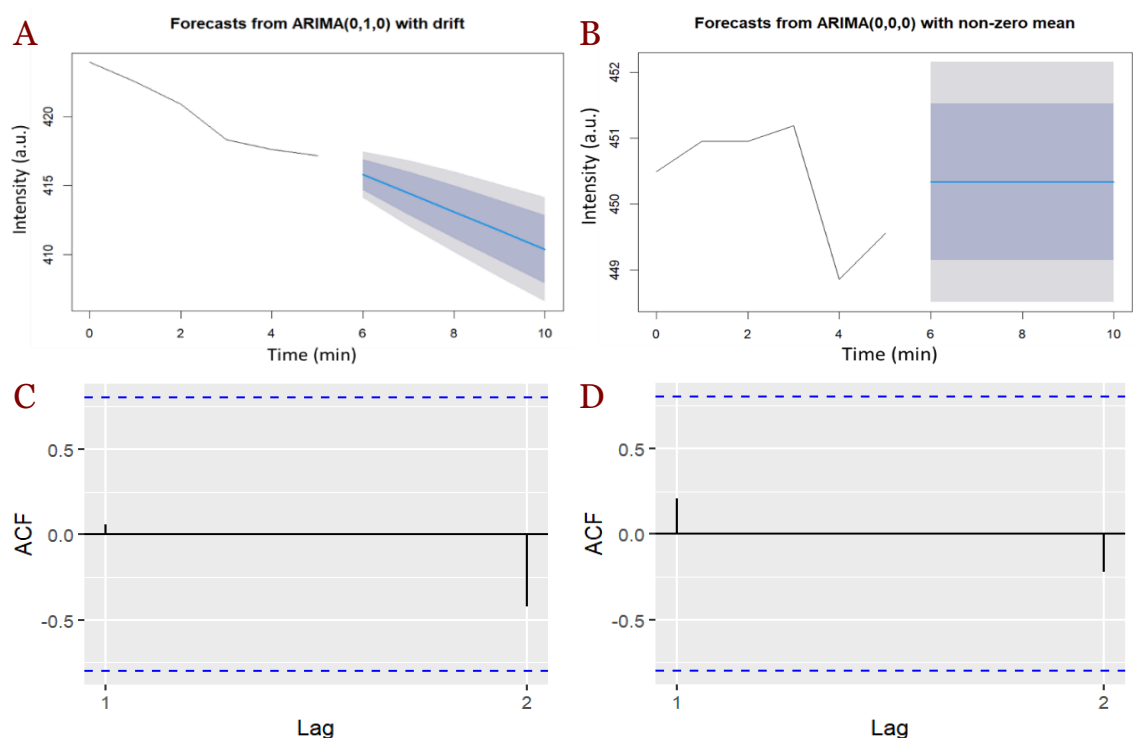 A
Forecasts from ARIMA(0,1,0) with drift
Intensity (a.u.)
420
415
410
0 2 4 6 8 10
Time (min)
B
Forecasts from ARIMA(0,0,0) with non-zero mean
Intensity (a.u.)
452
451
450
449
0 2 4 6 8 10
Time (min)
C
ACF
0.5
0.0
-0.5
1 2
Lag
D
ACF
0.5
0.0
-0.5
1 2
Lag